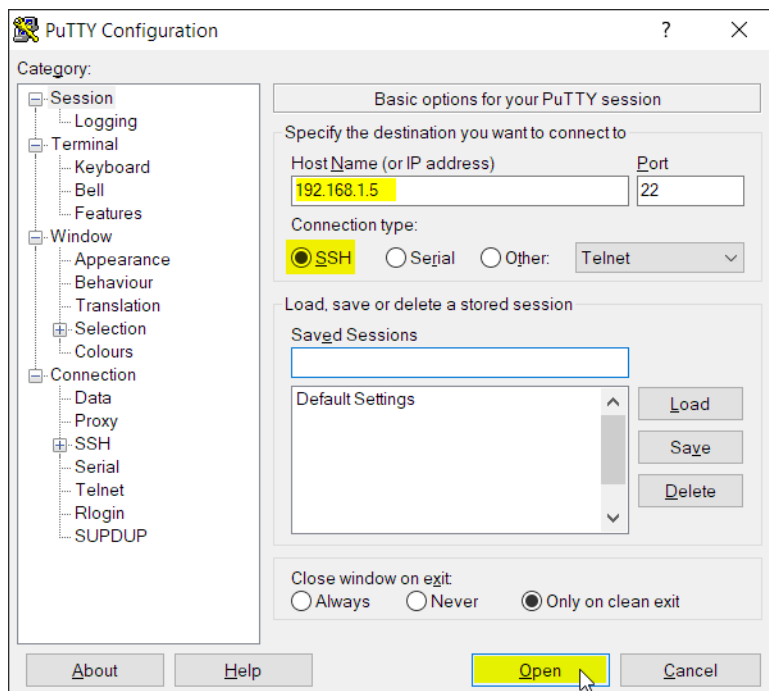 PuTTY Configuration
?
Category:
Session
Logging
Terminal
Keyboard
Bell
Features
Window
Appearance
Behaviour
Translation
Selection
Colours
Connection
Data
Proxy
SSH
Serial
Telnet
Rlogin
SUPDUP
Basic options for your PuTTY session
Specify the destination you want to connect to
Host Name (or IP address) Port
192.168.1.5 22
Connection type:
SSH Serial Other: Telnet
Load, save or delete a stored session
Saved Sessions
Default Settings
Load
Save
Delete
Close window on exit:
Always Never Only on clean exit
About Help Open Cancel